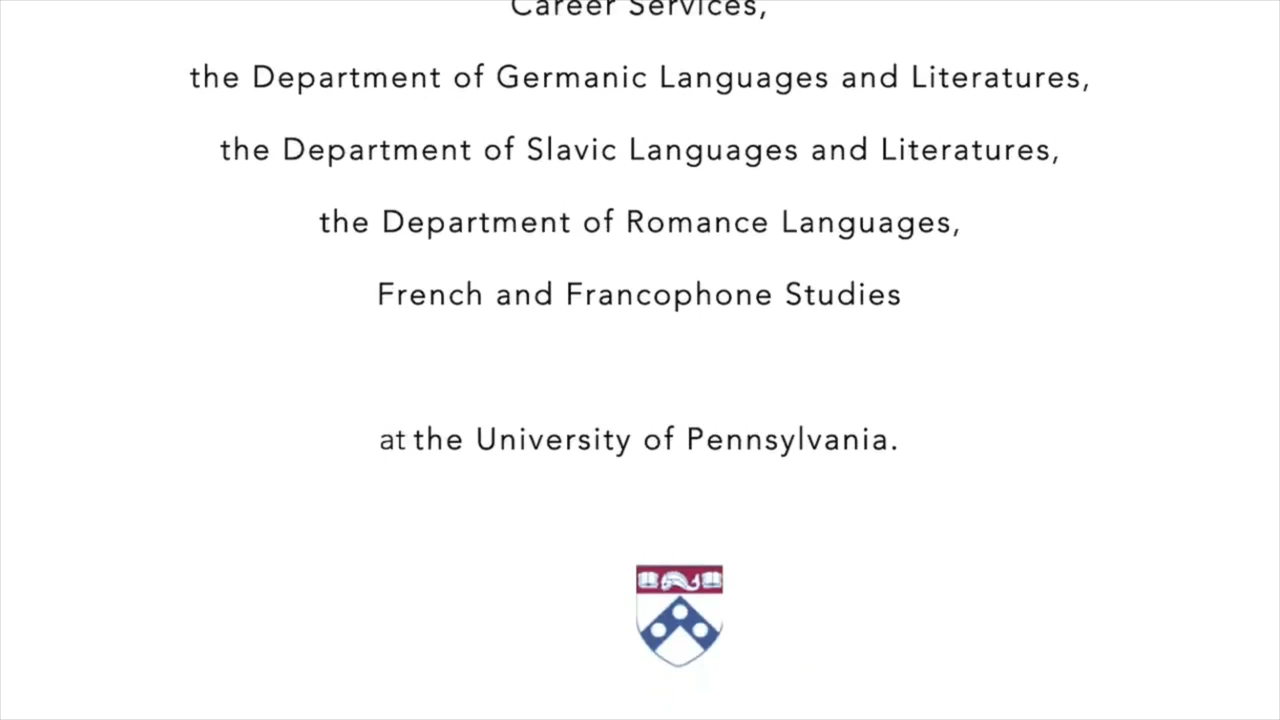 Career Services,
the Department of Germanic Languages and Literatures,
the Department of Slavic Languages and Literatures,
the Department of Romance Languages,
French and Francophone Studies
at the University of Pennsylvania.